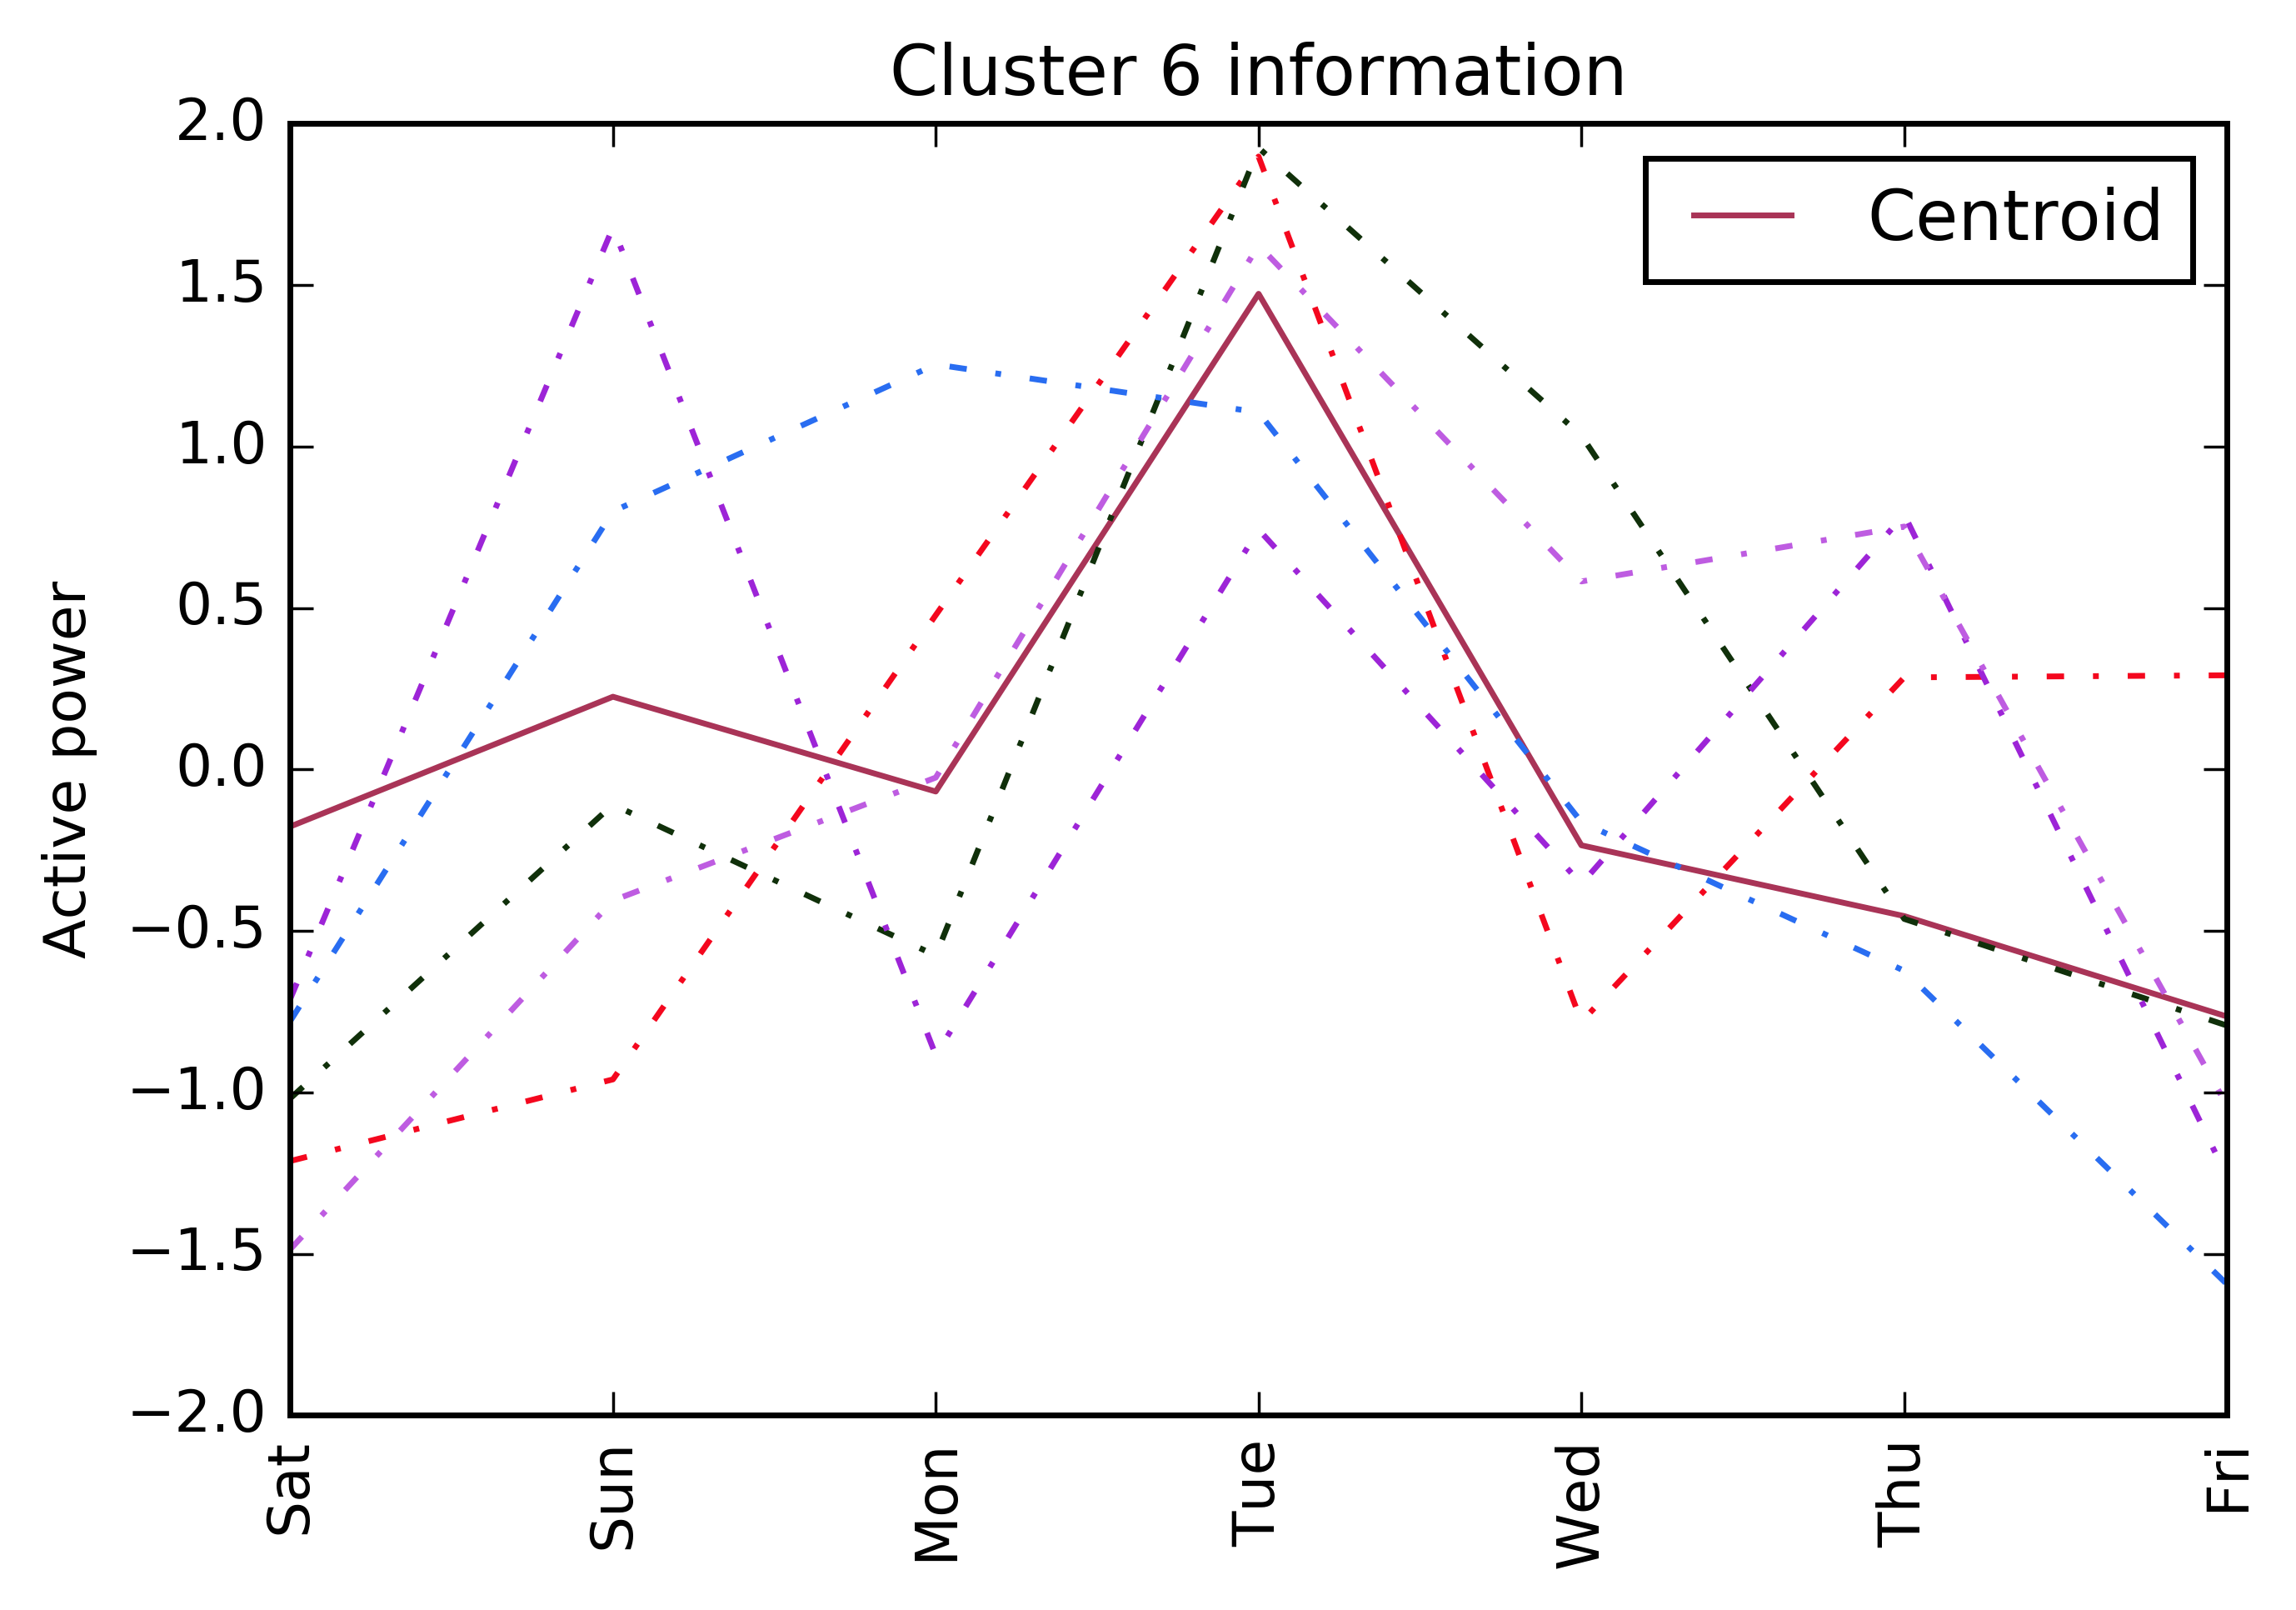 Cluster 6 information
2.0
1.5
1.0
0.5
0.0
−0.5
−1.0
−1.5
−2.0
Active power
Centroid
Sat
Sun
Mon
Tue
Wed
Thu
Fri